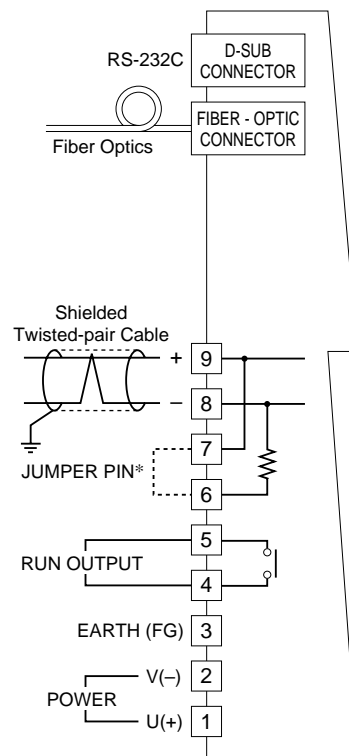 RS-232C
D-SUB
CONNECTOR
FIBER - OPTIC
CONNECTOR
Fiber Optics
Shielded
Twisted-pair Cable
+ 9
– 8
7
JUMPER PIN*
6
5
RUN OUTPUT
4
EARTH (FG) 3
V(–) 2
POWER
U(+) 1